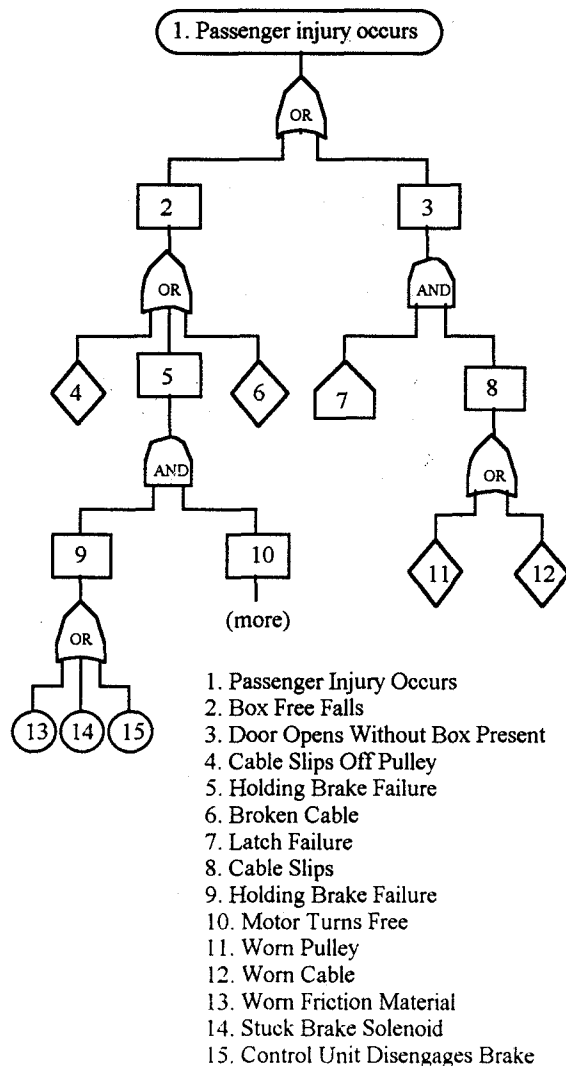 1. Passenger injury occurs
OR
2
3
OR
AND
4
5
6
7
8
AND
OR
9
10
11
12
(more)
OR
13
14
15
1. Passenger Injury Occurs
2. Box Free Falls
3. Door Opens Without Box Present
4. Cable Slips Off Pulley
5. Holding Brake Failure
6. Broken Cable
7. Latch Failure
8. Cable Slips
9. Holding Brake Failure
10. Motor Turns Free
11. Worn Pulley
12. Worn Cable
13. Worn Friction Material
14. Stuck Brake Solenoid
15. Control Unit Disengages Brake